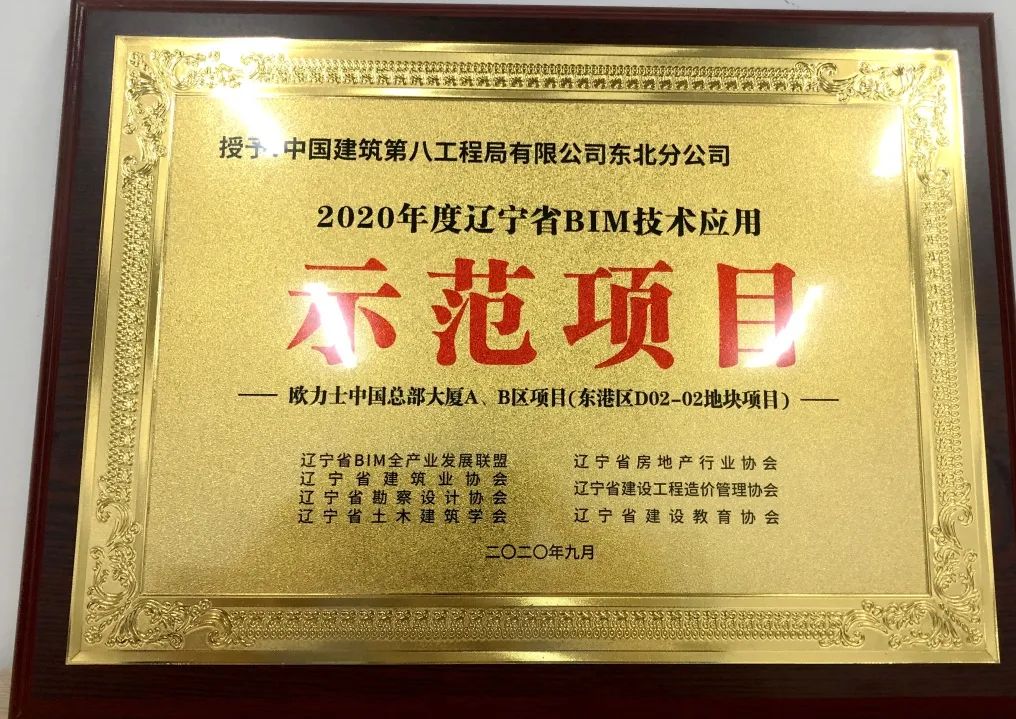 授予:中国建筑第八工程局有限公司东北分公司
2020年度辽宁省BIM技术应用
示范项目
—— 欧力士中国总部大厦A、B区项目(东港区D02-02地块项目) ——
辽宁省BIM全产业发展联盟
辽宁省建筑业协会
辽宁省勘察设计协会
辽宁省土木建筑学会
辽宁省房地产行业协会
辽宁省建设工程造价管理协会
辽宁省建设教育协会
二〇二〇年九月